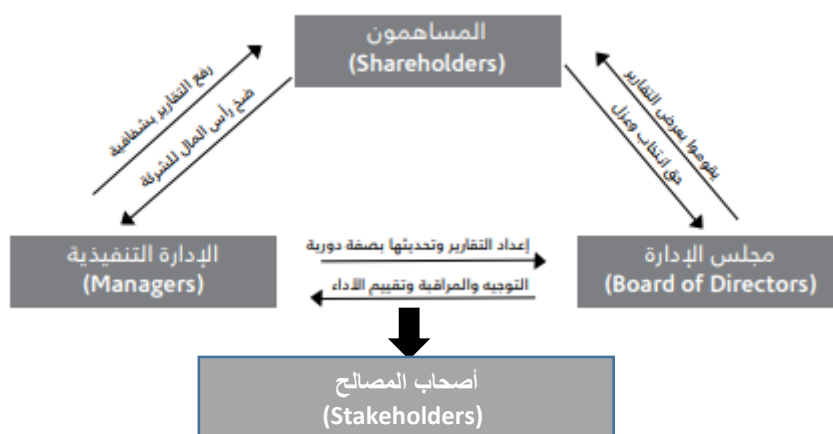 المساهمون
(Shareholders)
رفع التقارير بشفافية
ضخ رأس المال للشركة
يقوموا بعرض التقارير
حق انتخاب وعزل
الإدارة التنفيذية
(Managers)
إعداد التقارير وتحديثها بصفة دورية
التوجيه والمراقبة وتقييم الأداء
مجلس الإدارة
(Board of Directors)
أصحاب المصالح
(Stakeholders)